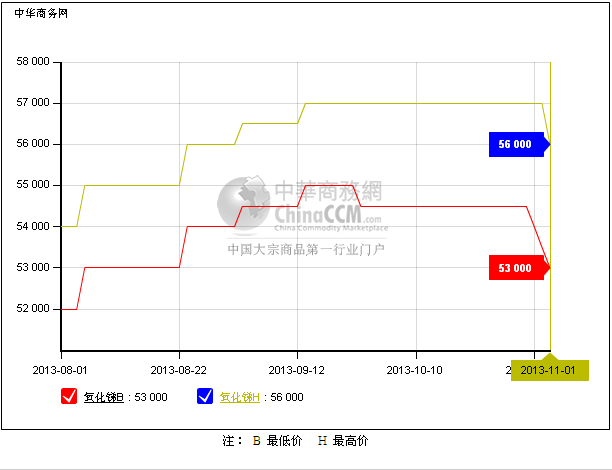 中华商务网
58 000
57 000
56 000
55 000
54 000
53 000
52 000
56 000
53 000
中華商務網
ChinaCCM.com
China Commodity Marketplace
中国大宗商品第一行业门户
2013-08-01
2013-08-22
2013-09-12
2013-10-10
2013-11-01
氧化锑B : 53 000
氧化锑H : 56 000
注： B 最低价 H 最高价